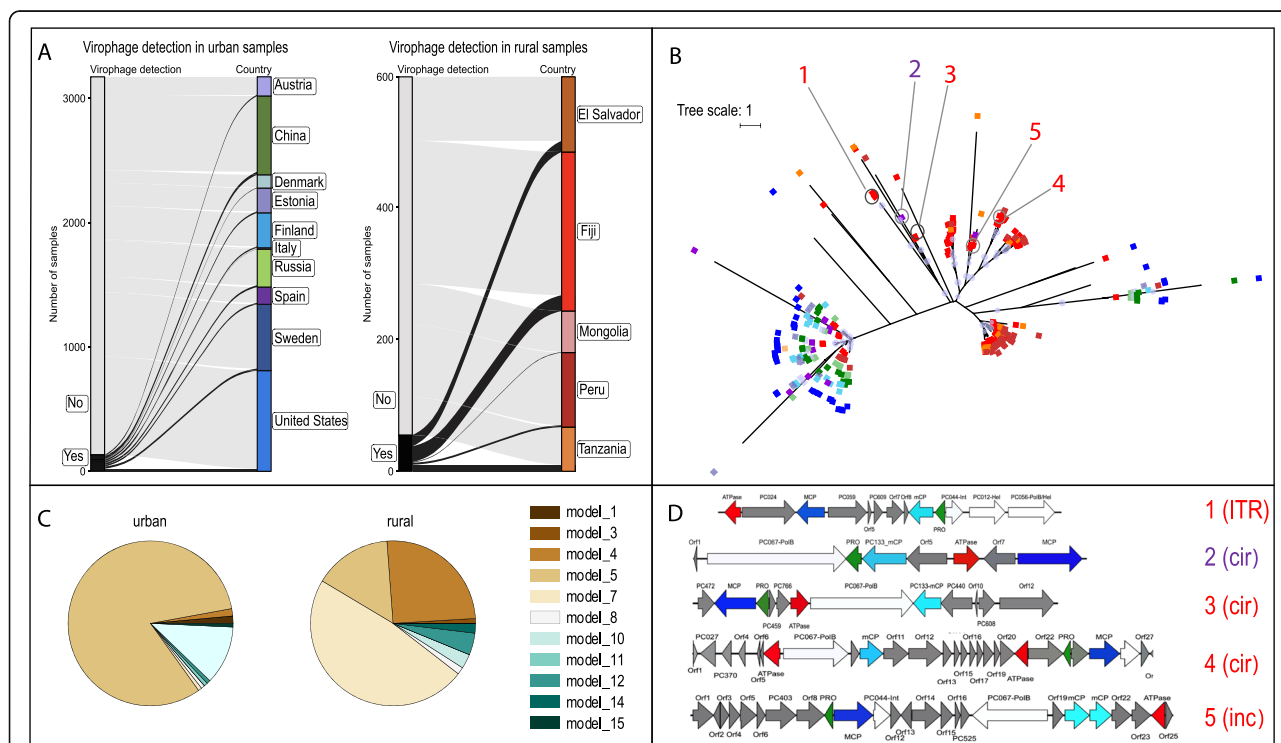 A
Virophage detection in urban samples
Virophage detection
Country
Number of samples
3000
2000
1000
0
No
Yes
Austria
China
Denmark
Estonia
Finland
Italy
Russia
Spain
Sweden
United States
Virophage detection in rural samples
Virophage detection
Country
Number of samples
600
400
200
0
No
Yes
El Salvador
Fiji
Mongolia
Peru
Tanzania
B
Tree scale: 1
1
2
3
5
4
C
urban
rural
model_1
model_3
model_4
model_5
model_7
model_8
model_10
model_11
model_12
model_14
model_15
D
ATPase PC024 MCP PC059 PC609 Orf7 Orf8 mCP PC044-Int PC012-Hel PC056-PolB/Hel
Orf5 PRO
1 (ITR)
Orf1 PC067-PolB PRO PC133_mCP Orf5 ATPase Orf7 MCP
2 (cir)
PC472 MCP PRO PC766 PC067-PolB PC133-mCP PC440 Orf10 Orf12
PC459 ATPase PC608
3 (cir)
PC027 Orf4 Orf6 PC067-PolB mCP Orf11 Orf12 Orf14 Orf16 Orf20 Orf22 PRO MCP Orf27
Orf1 PC370 Orf5 ATPase Orf13 Orf15 Orf17 Orf19 ATPase
4 (cir)
Orf1 Orf3 Orf5 PC403 Orf8 PRO PC044-Int Orf14 Orf16 PC067-PolB Orf19 mCP mCP Orf22 ATPase
Orf2 Orf4 Orf6 MCP Orf12 Orf13 Orf15 PC525 Orf23 Orf25
5 (inc)